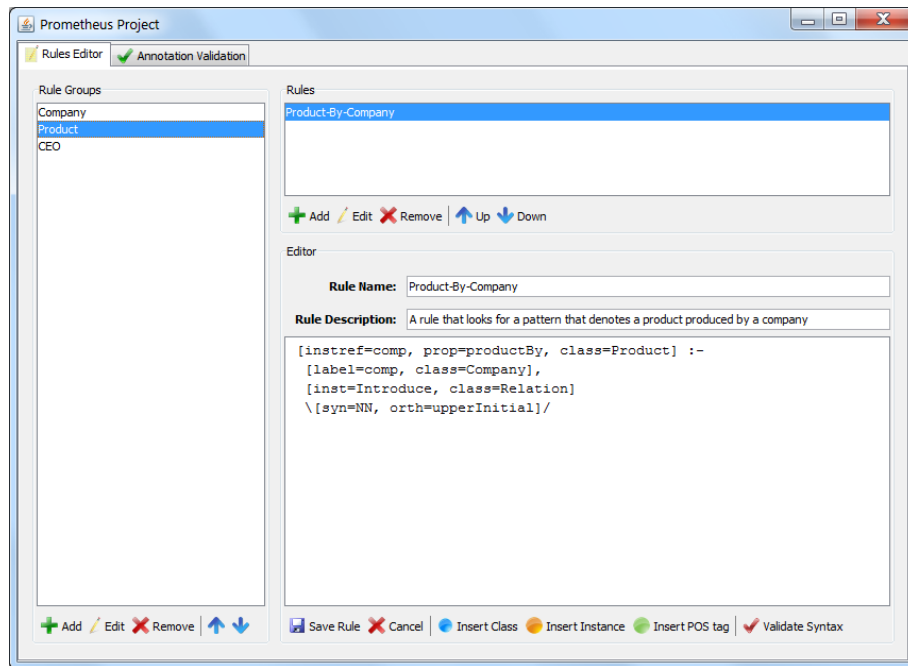 Prometheus Project
Rules Editor Annotation Validation
Rule Groups
Company
Product
CEO
Add Edit Remove
Rules
Product-By-Company
Add Edit Remove Up Down
Editor
Rule Name: Product-By-Company
Rule Description: A rule that looks for a pattern that denotes a product produced by a company
[instref=comp, prop=productBy, class=Product] :-
[label=comp, class=Company],
[inst=Introduce, class=Relation]
\[syn=NN, orth=upperInitial]/
Save Rule Cancel Insert Class Insert Instance Insert POS tag Validate Syntax